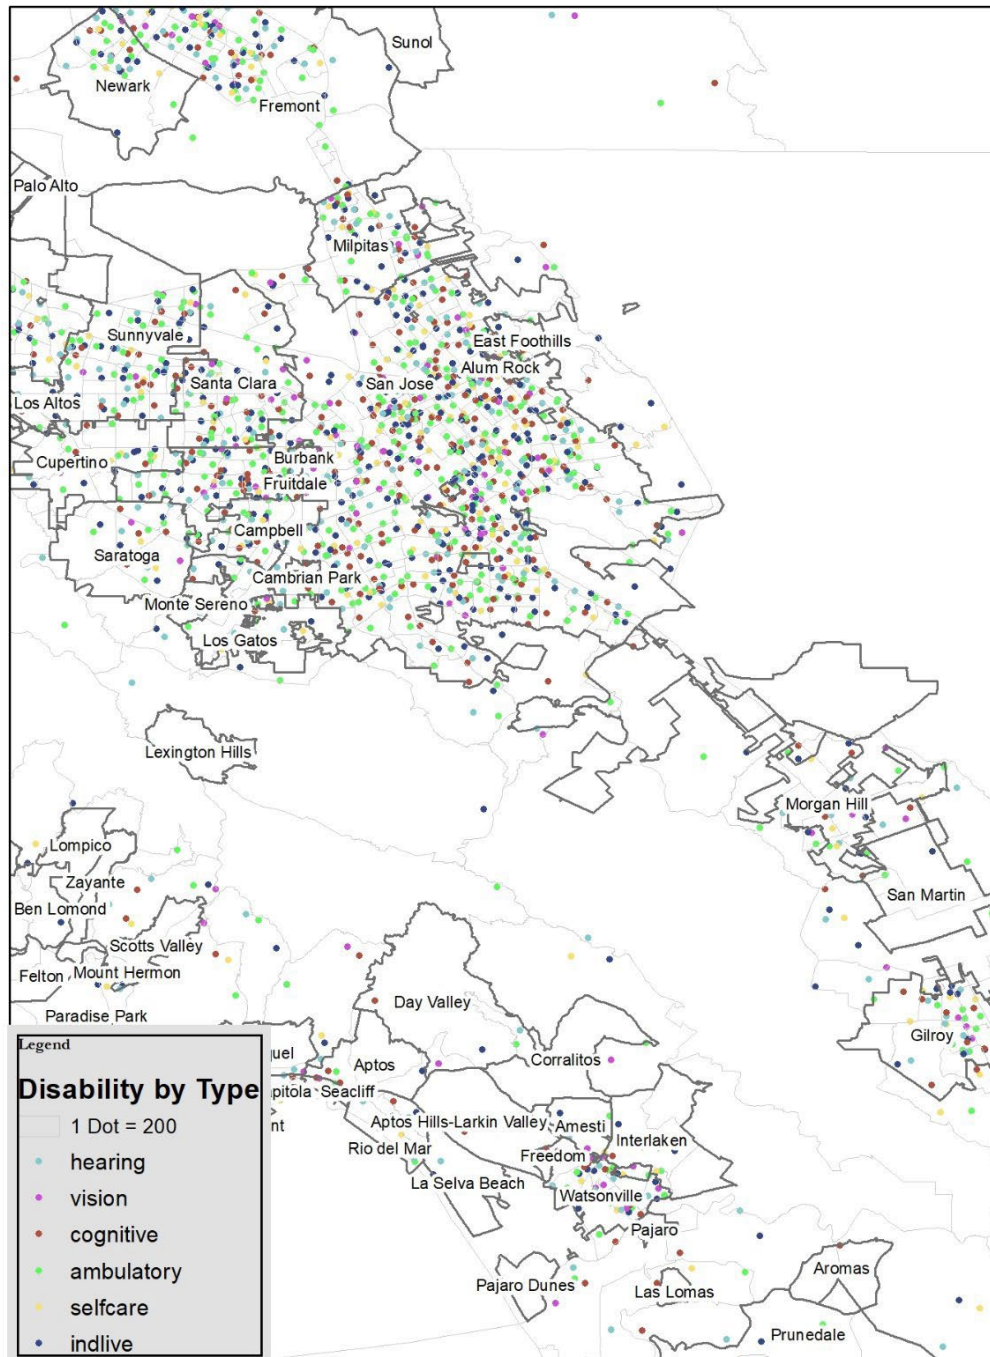 Sunol
Newark
Fremont
Palo Alto
Milpitas
Sunnyvale
East Foothills
Alum Rock
Santa Clara
San Jose
Los Altos
Burbank
Cupertino
Fruitdale
Campbell
Saratoga
Cambrian Park
Monte Sereno
Los Gatos
Lexington Hills
Morgan Hill
Lompico
Zayante
San Martin
Ben Lomond
Scotts Valley
Felton
Mount Hermon
Day Valley
Paradise Park
Gilroy
Corralitos
Aptos
quel
pitola
Seacliff
nt
Aptos Hills-Larkin Valley
Amesti
Interlaken
Rio del Mar
Freedom
La Selva Beach
Watsonville
Pajaro
Aromas
Pajaro Dunes
Las Lomas
Prunedale
Legend
Disability by Type
1 Dot = 200
hearing
vision
cognitive
ambulatory
selfcare
indlive